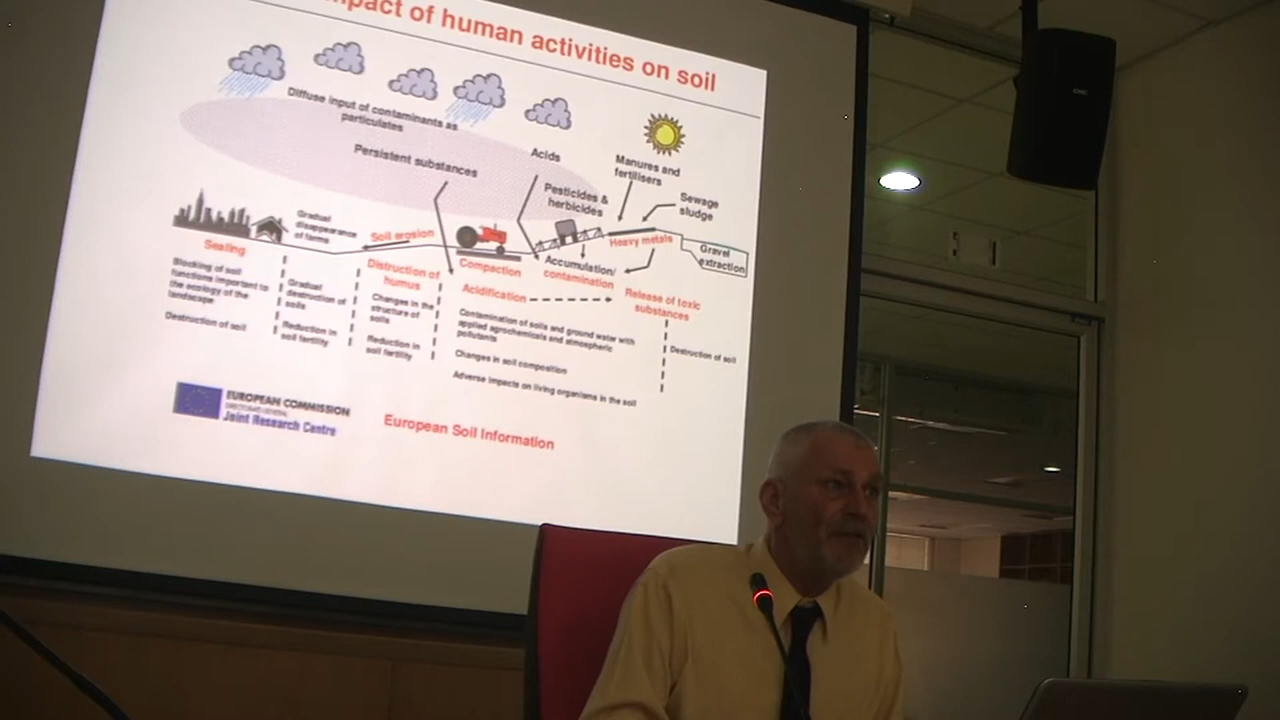 mpact of human activities on soil
Diffuse input of contaminants as
particulates
Persistent substances
Acids
Manures and
fertilisers
Pesticides &
herbicides
Sewage
sludge
Gradual
disappearance
of farms
Soil erosion
Sealing
Heavy metals
Gravel
extraction
Distruction of
humus
Compaction
Accumulation/
contamination
Acidification
Release of toxic
substances
Blocking of soil
functions important to
the ecology of the
landscape
Destruction of soil
Gradual
destruction of
soils
Reduction in
soil fertility
Changes in the
structure of
soils
Reduction in
soil fertility
Contamination of soils and ground water with
applied agrochemicals and atmospheric
pollutants
Changes in soil composition
Adverse impacts on living organisms in the soil
Destruction of soil
EUROPEAN COMMISSION
DIRECTORATE-GENERAL
Joint Research Centre
European Soil Information